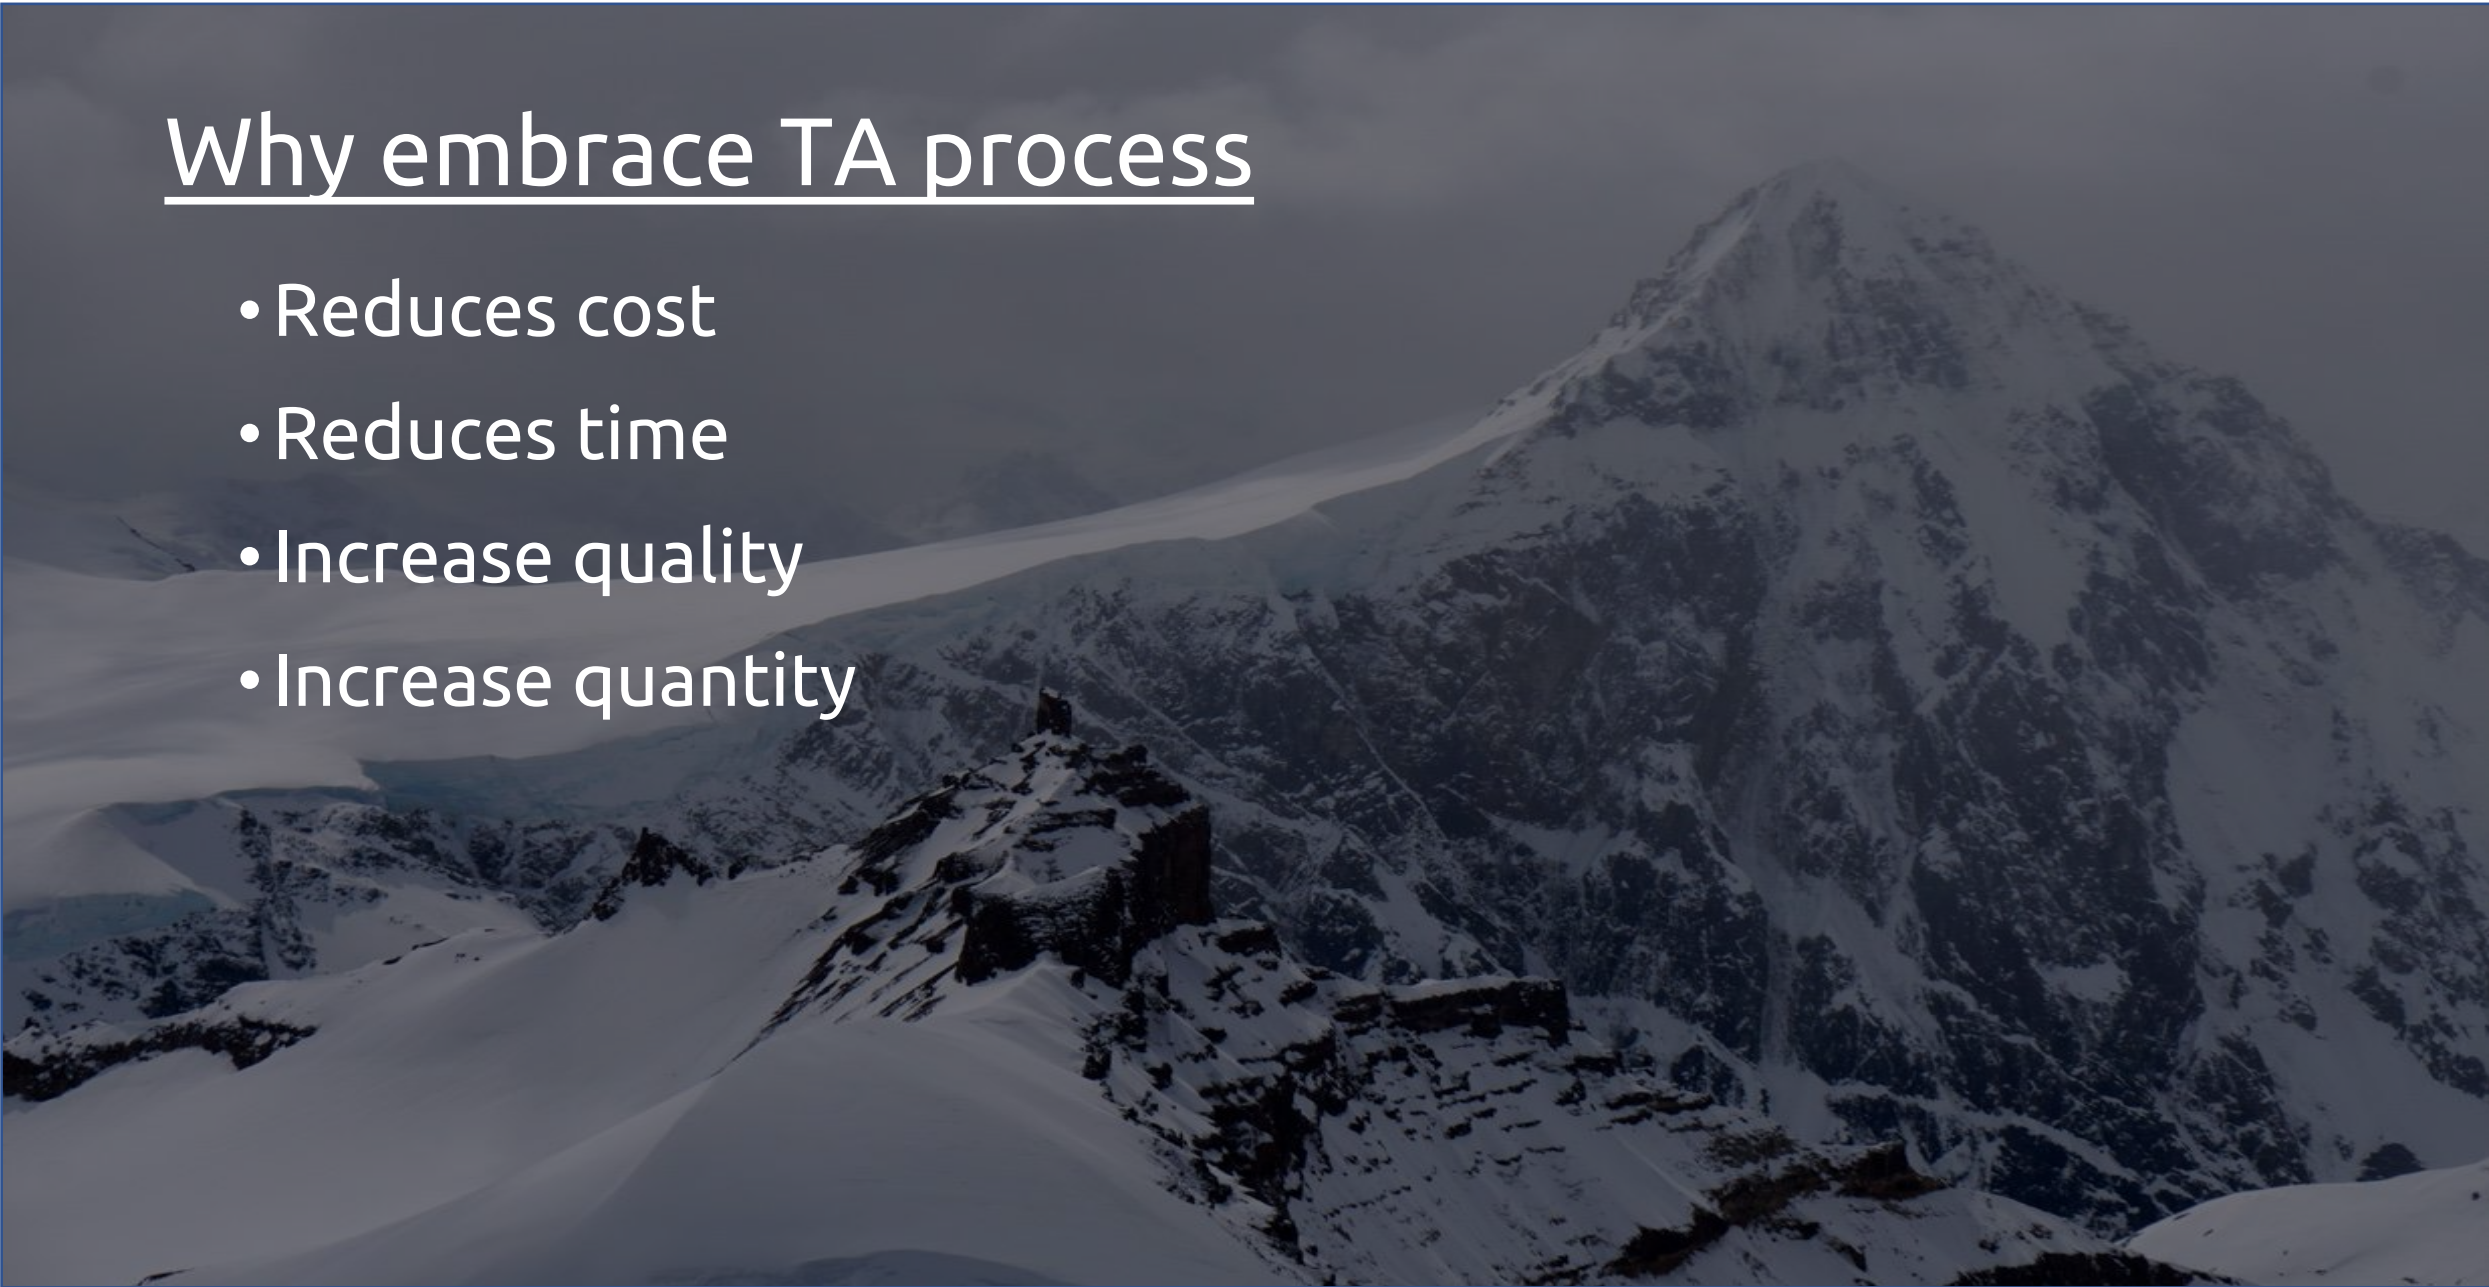 Why embrace TA process
• Reduces cost
• Reduces time
• Increase quality
• Increase quantity